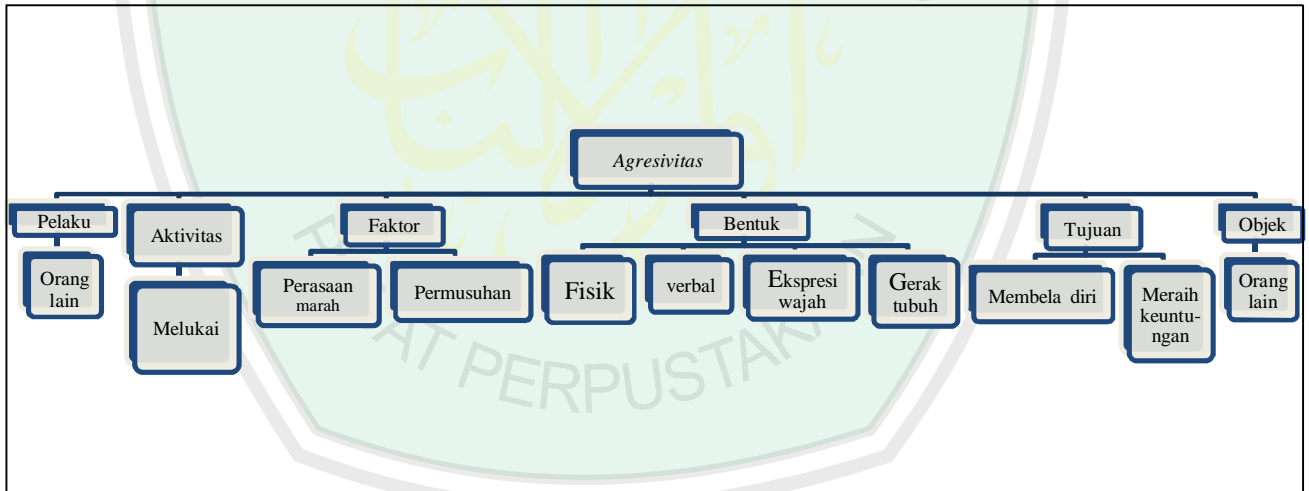 Agresivitas
Pelaku
Aktivitas
Faktor
Bentuk
Tujuan
Objek
Orang
lain
Melukai
Perasaan
marah
Permusuhan
Fisik
verbal
Ekspresi
wajah
Gerak
tubuh
Membela diri
Meraih
keuntu-
ngan
Orang
lain
PERPUSTAKAAN